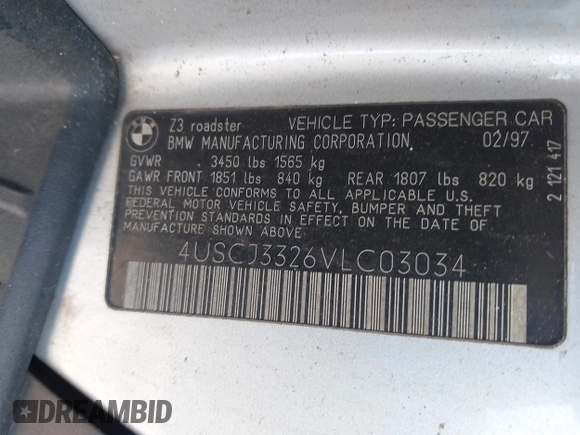 BMW
Z3 roadster VEHICLE TYP: PASSENGER CAR
BMW MANUFACTURING CORPORATION, 02/97
GVWR 3450 lbs 1565 kg
GAWR FRONT 1851 lbs 840 kg REAR 1807 lbs 820 kg
THIS VEHICLE CONFORMS TO ALL APPLICABLE U.S.
FEDERAL MOTOR VEHICLE SAFETY, BUMPER AND THEFT
PREVENTION STANDARDS IN EFFECT ON THE DATE OF
MANUFACTURE SHOWN ABOVE.
4USCJ3326VLC03034
2 121 417
DREAMBID